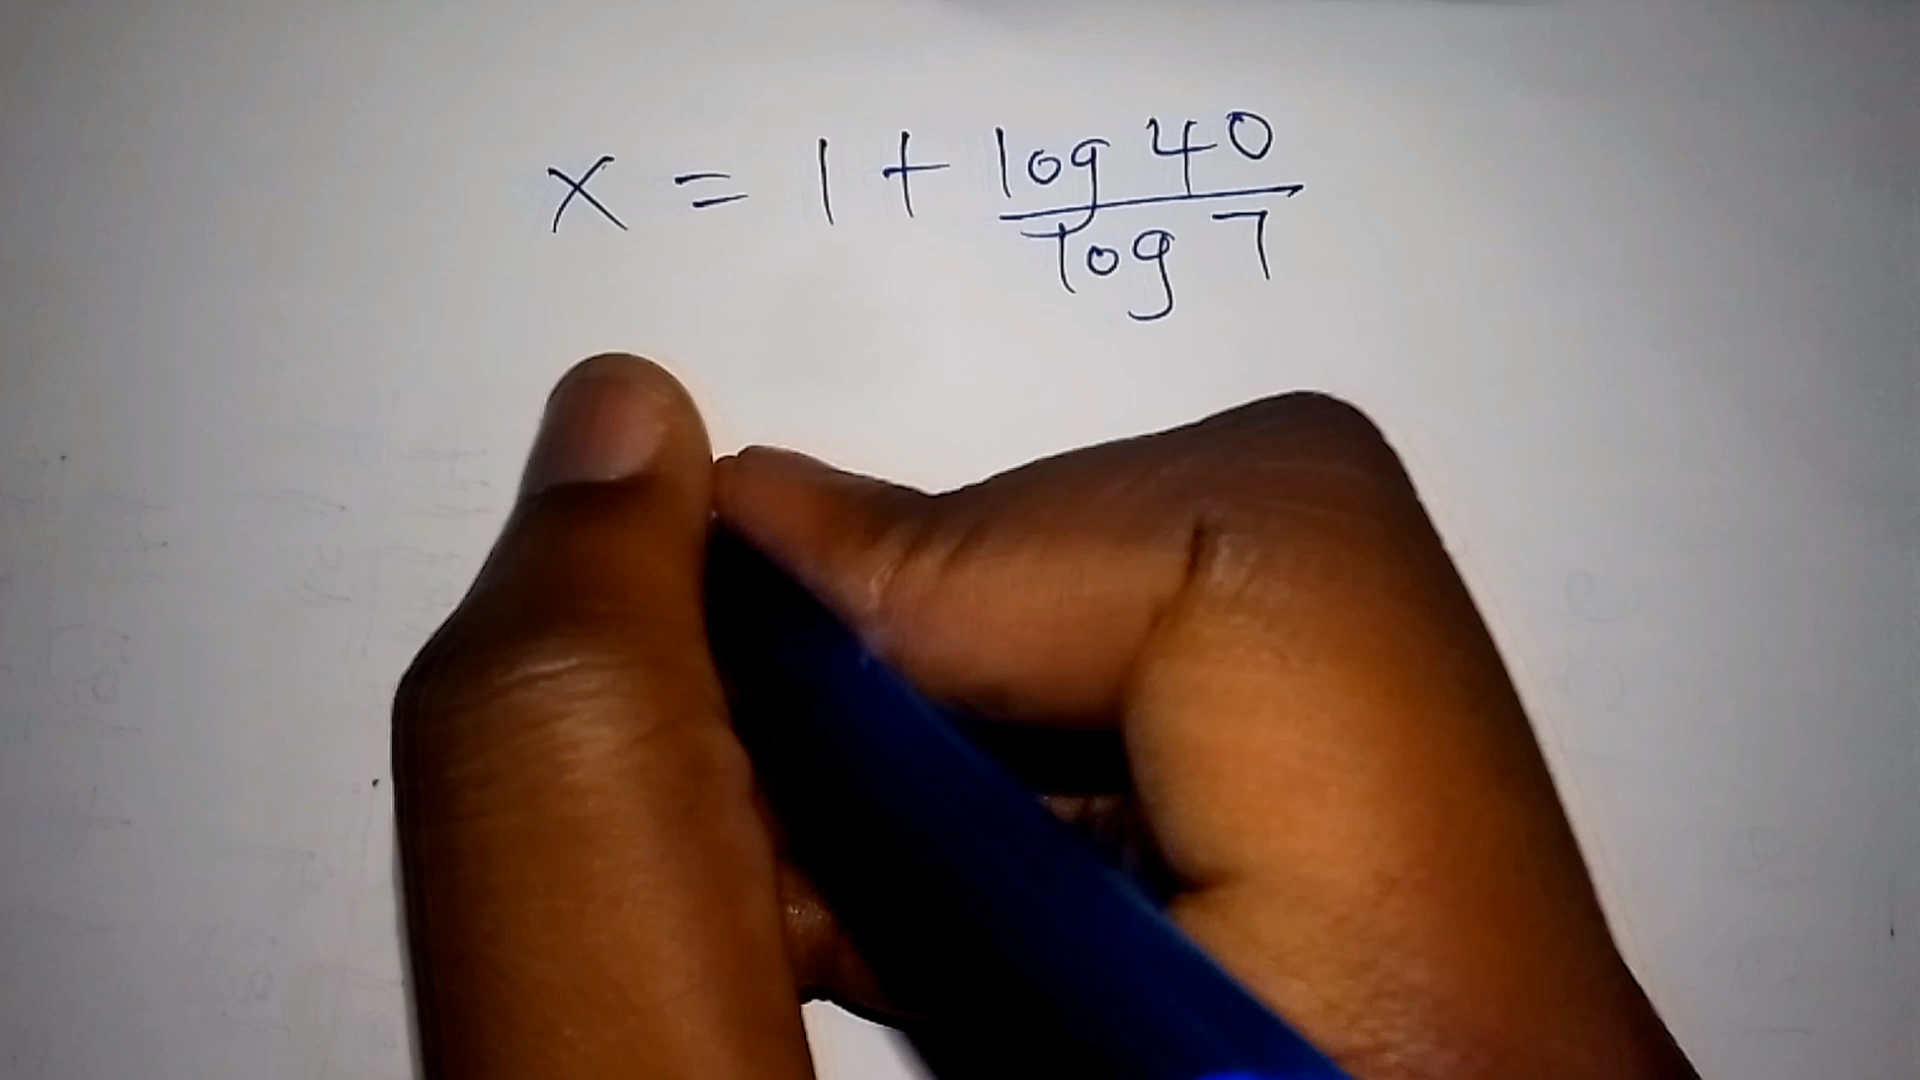 x = 1 + log 40 / log 7